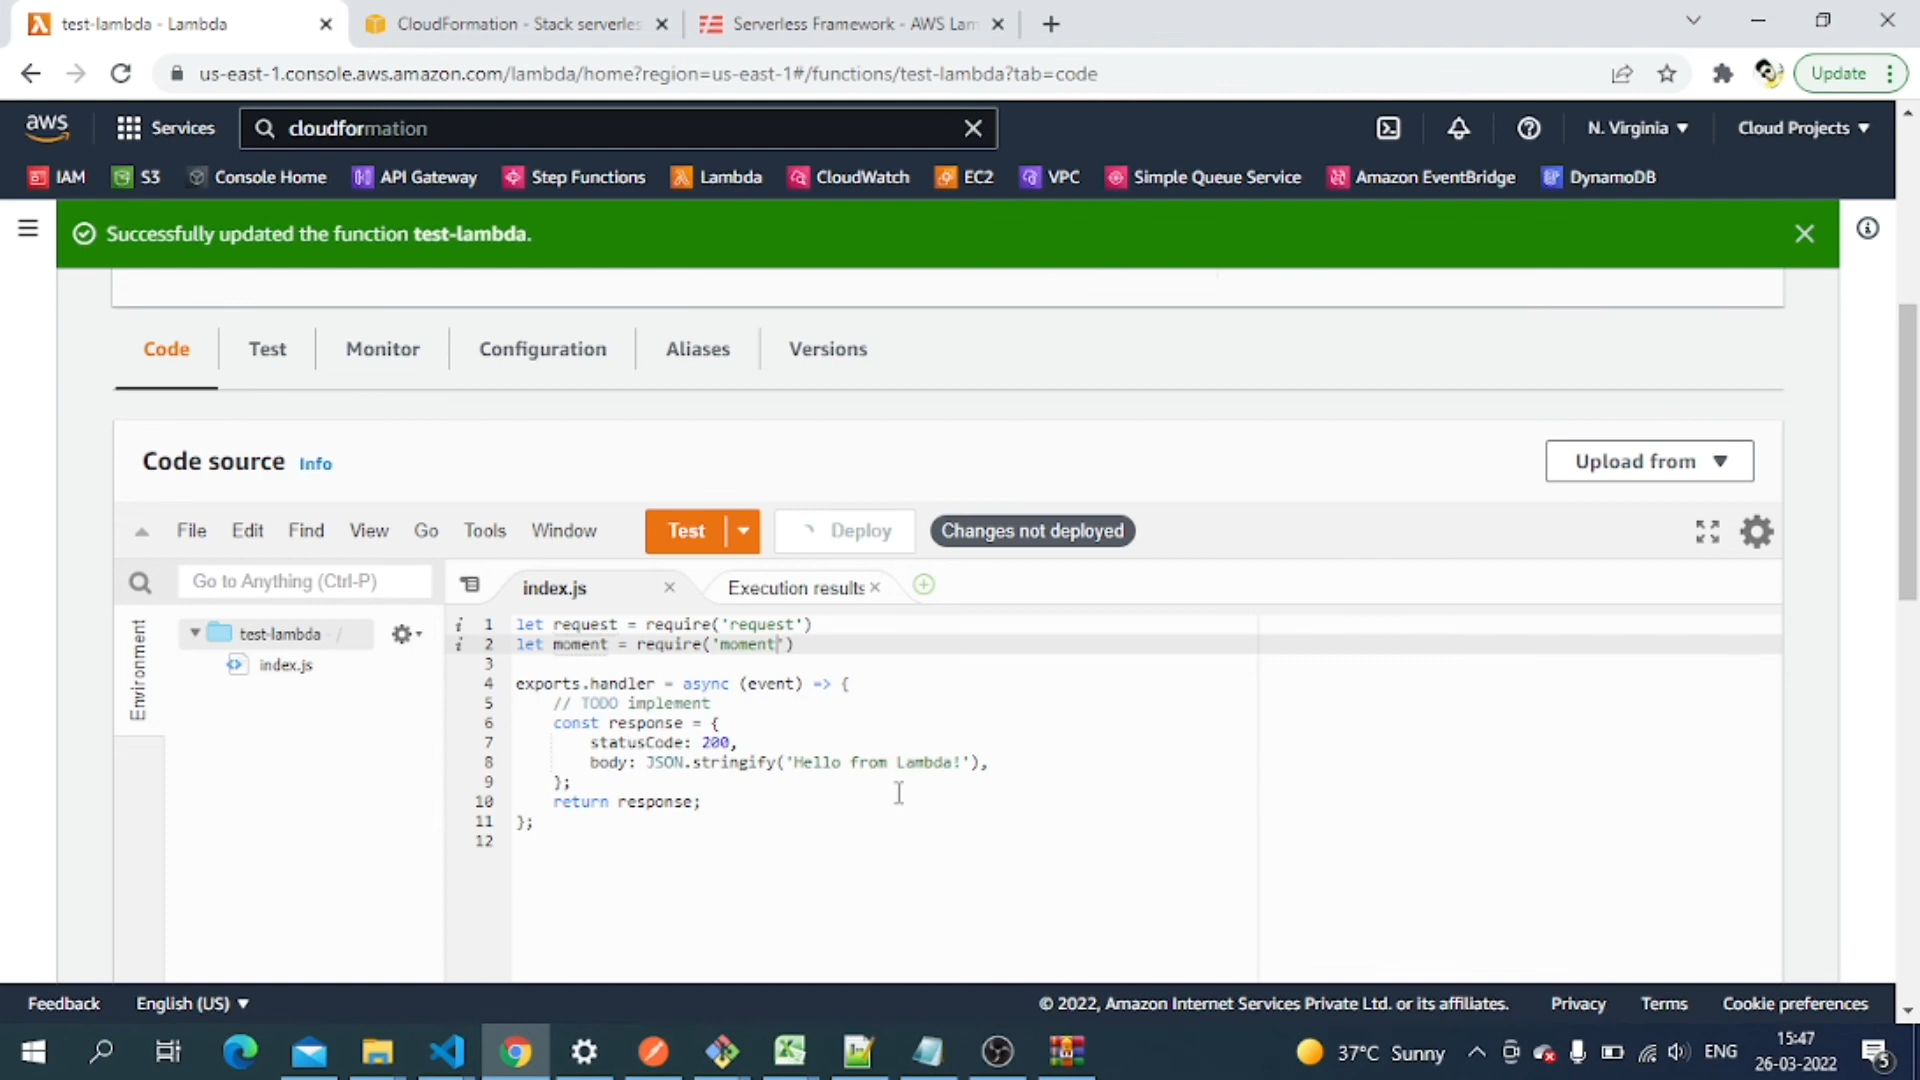 test-lambda - Lambda
CloudFormation - Stack serverles
Serverless Framework - AWS Lam
us-east-1.console.aws.amazon.com/lambda/home?region=us-east-1#/functions/test-lambda?tab=code
Update
aws
Services
cloudformation
N. Virginia
Cloud Projects
IAM
S3
Console Home
API Gateway
Step Functions
Lambda
CloudWatch
EC2
VPC
Simple Queue Service
Amazon EventBridge
DynamoDB
Successfully updated the function test-lambda.
Code
Test
Monitor
Configuration
Aliases
Versions
Code source Info
Upload from
File
Edit
Find
View
Go
Tools
Window
Test
Deploy
Changes not deployed
Go to Anything (Ctrl-P)
index.js
Execution results
Environment
test-lambda - /
index.js
i 1 let request = require('request')
i 2 let moment = require('moment')
3
4 exports.handler = async (event) => {
5 // TODO implement
6 const response = {
7 statusCode: 200,
8 body: JSON.stringify('Hello from Lambda!'),
9 };
10 return response;
11 };
12
Feedback
English (US)
© 2022, Amazon Internet Services Private Ltd. or its affiliates.
Privacy
Terms
Cookie preferences
37°C Sunny
ENG
15:47
26-03-2022
5